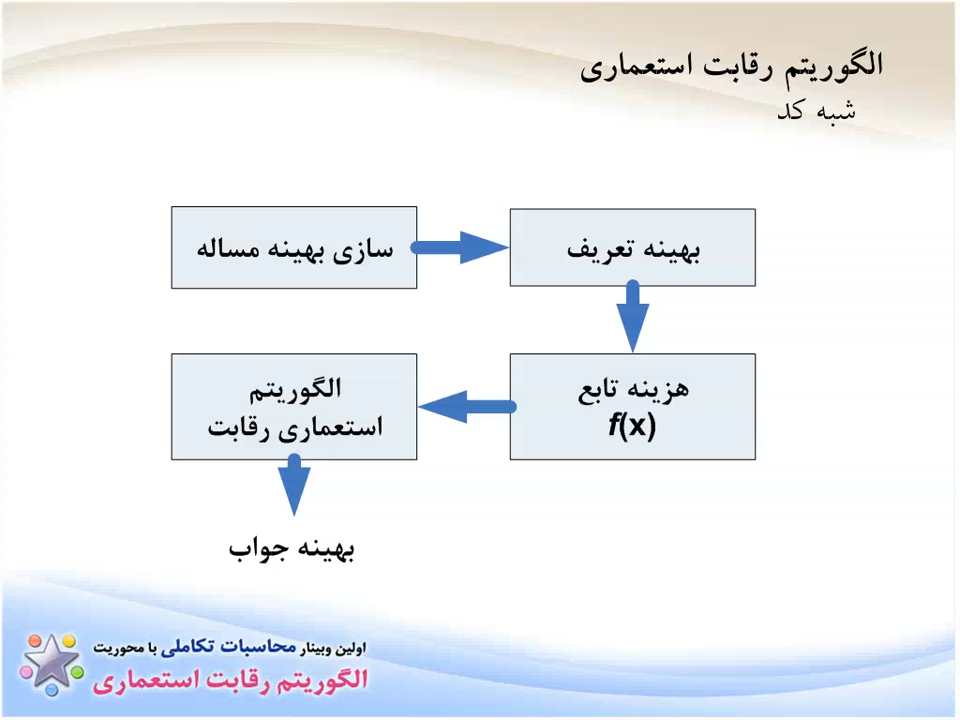 الگوریتم رقابت استعماری
شبه کد
سازی بهینه مساله
بهینه تعریف
هزینه تابع
f(x)
الگوریتم
استعماری رقابت
بهینه جواب
اولین وبینار محاسبات تکاملی با محوریت
الگوریتم رقابت استعماری